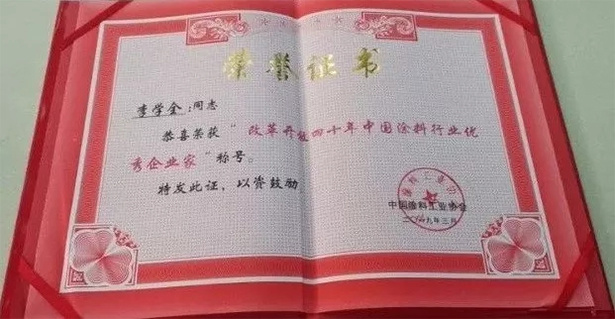 荣誉证书
李学全:同志
恭喜荣获“改革开放四十年中国涂料行业优
秀企业家”称号。
特发此证，以资鼓励
中国涂料工业协会
二〇一九年三月